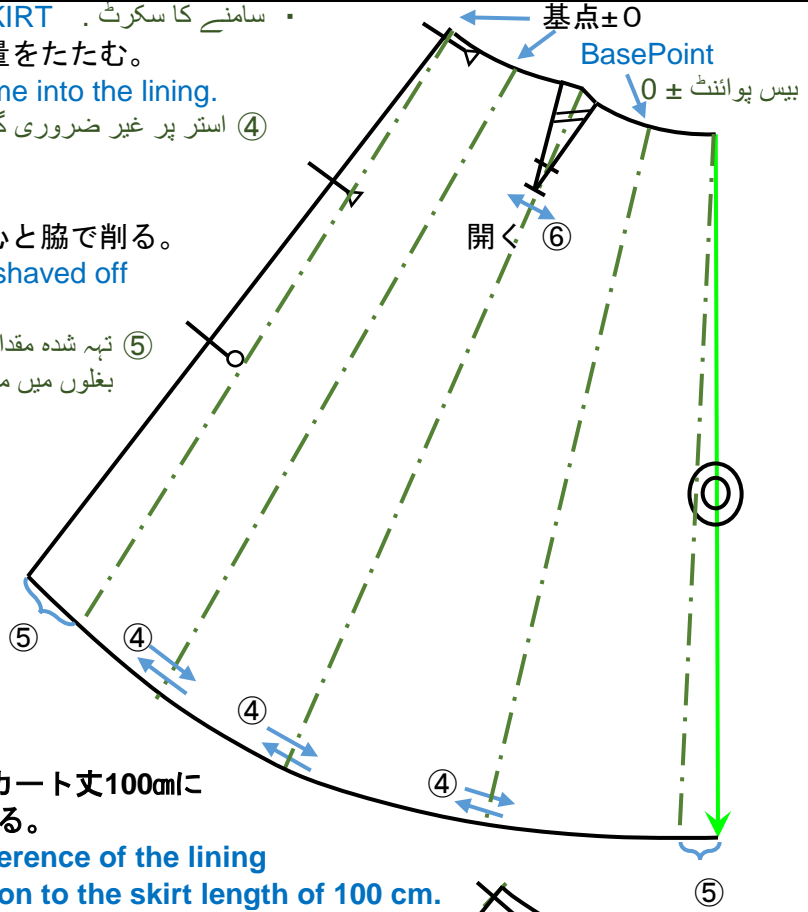 KIRT . سامنے کا سکرٹ ・
量をたたむ。
me into the lining.
④ استر پر غیر ضروری
心と脇で削る。
shaved off
⑤ تہہ شدہ
بغلوں میں
基点±0
BasePoint
بیس پوائنٹ ± 0
開く ⑥
⑤
④
④
④
⑤
カート丈100㎝に
る。
erence of the lining
on to the skirt length of 100 cm.